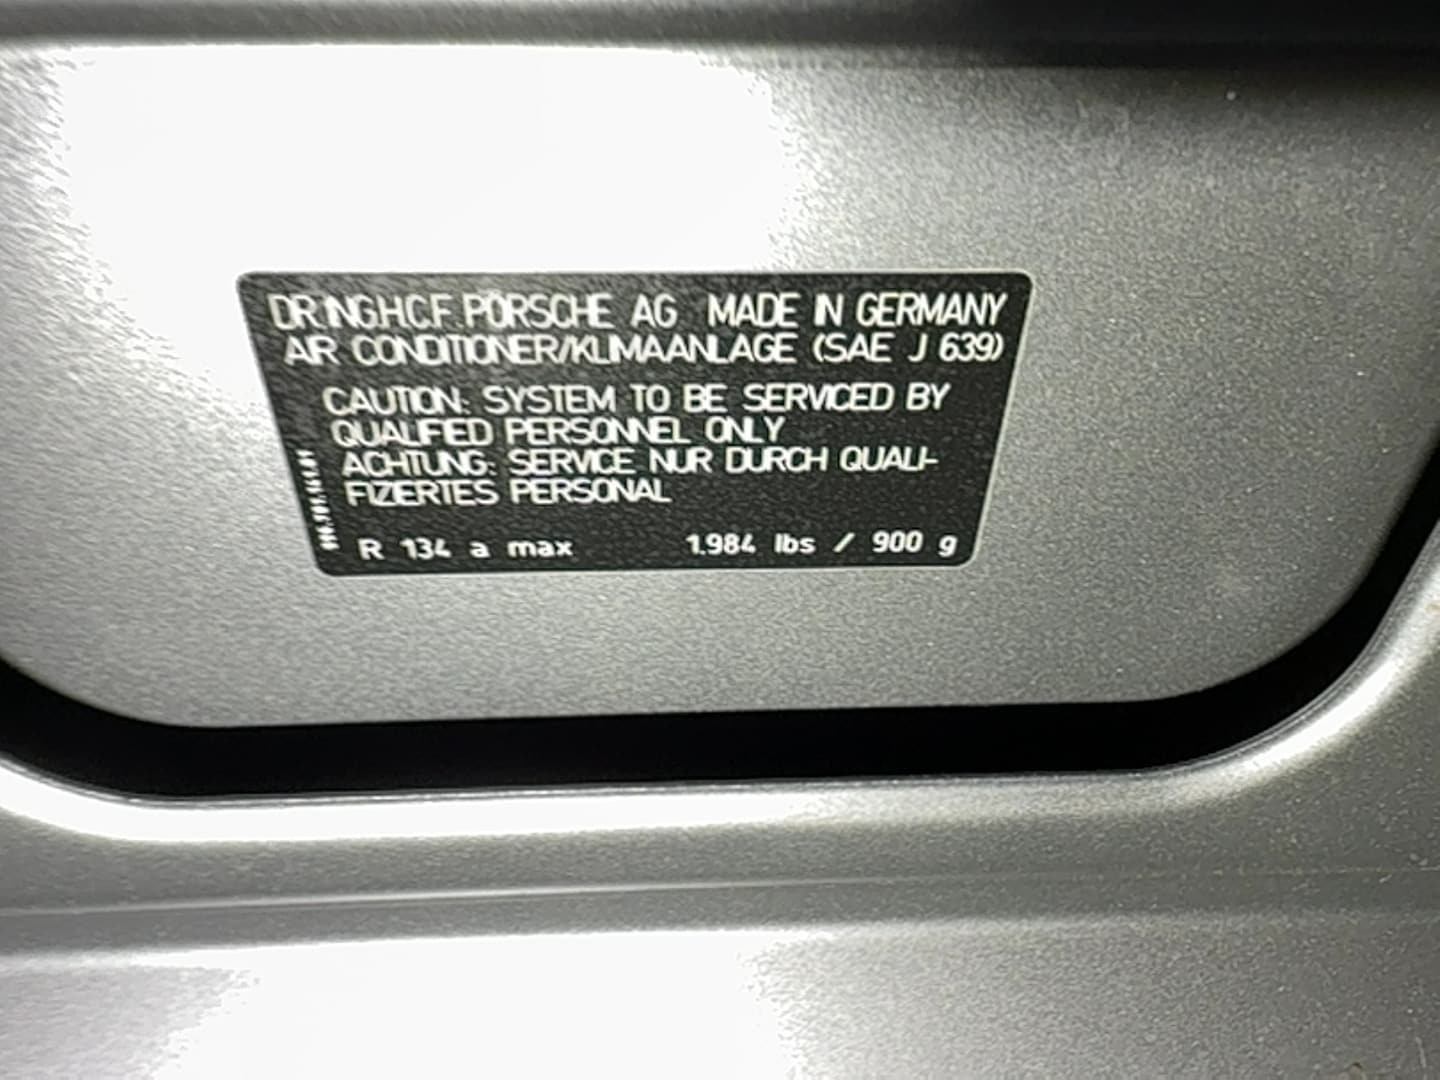 DR.ING.H.C.F. PORSCHE AG MADE IN GERMANY
AIR CONDITIONER/KLIMAANLAGE (SAE J 639)
CAUTION: SYSTEM TO BE SERVICED BY
QUALIFIED PERSONNEL ONLY
ACHTUNG: SERVICE NUR DURCH QUALI-
FIZIERTES PERSONAL
R 134 a max 1.984 lbs / 900 g